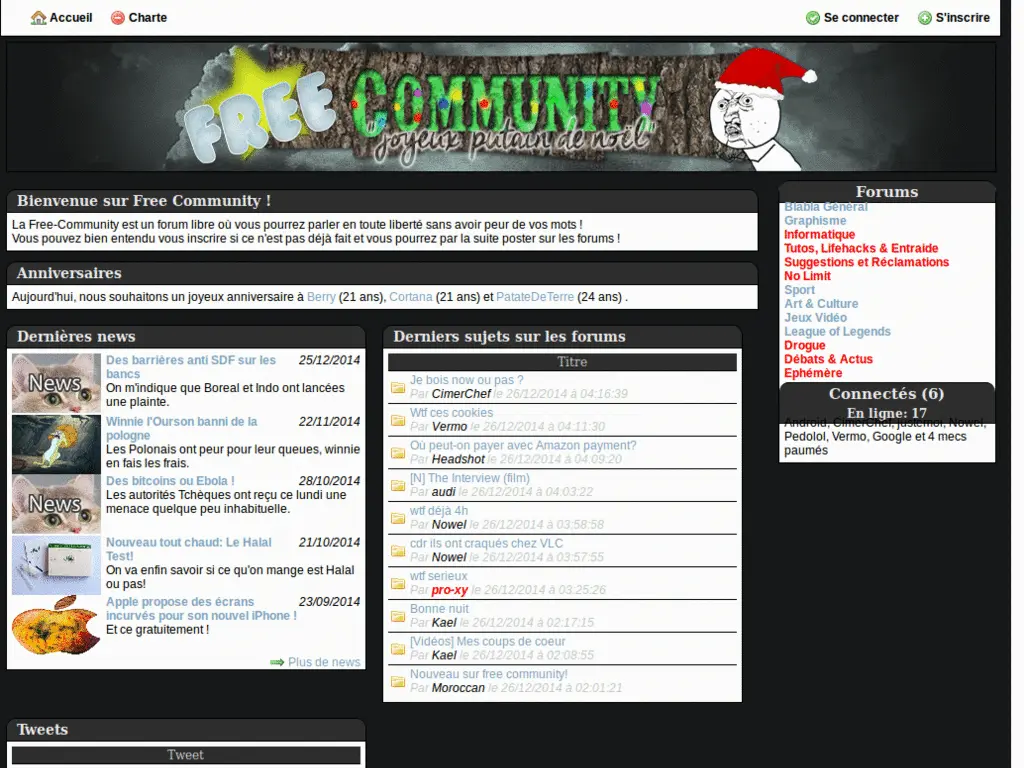 Accueil Charte Se connecter S'inscrire
FREE COMMUNITY
"joyeux putain de noël"
Bienvenue sur Free Community !
La Free-Community est un forum libre où vous pourrez parler en toute liberté sans avoir peur de vos mots !
Vous pouvez bien entendu vous inscrire si ce n'est pas déjà fait et vous pourrez par la suite poster sur les forums !
Anniversaires
Aujourd'hui, nous souhaitons un joyeux anniversaire à Berry (21 ans), Cortana (21 ans) et PatateDeTerre (24 ans) .
Dernières news
News
Des barrières anti SDF sur les 25/12/2014
bancs
On m'indique que Boreal et Indo ont lancées
une plainte.
Winnie l'Ourson banni de la 22/11/2014
pologne
Les Polonais ont peur pour leur queues, winnie
en fais les frais.
News
Des bitcoins ou Ebola ! 28/10/2014
Les autorités Tchèques ont reçu ce lundi une
menace quelque peu inhabituelle.
Nouveau tout chaud: Le Halal 21/10/2014
Test!
On va enfin savoir si ce qu'on mange est Halal
ou pas!
Apple propose des écrans 23/09/2014
incurvés pour son nouvel iPhone !
Et ce gratuitement !
Plus de news
Tweets
Tweet
Derniers sujets sur les forums
Titre
Je bois now ou pas ?
Par CimerChef le 26/12/2014 à 04:16:39
Wtf ces cookies
Par Vermo le 26/12/2014 à 04:11:30
Où peut-on payer avec Amazon payment?
Par Headshot le 26/12/2014 à 04:09:20
[N] The Interview (film)
Par audi le 26/12/2014 à 04:03:22
wtf déjà 4h
Par Nowel le 26/12/2014 à 03:58:58
cdr ils ont craqués chez VLC
Par Nowel le 26/12/2014 à 03:57:55
wtf serieux
Par pro-xy le 26/12/2014 à 03:25:26
Bonne nuit
Par Kael le 26/12/2014 à 02:17:15
[Vidéos] Mes coups de coeur
Par Kael le 26/12/2014 à 02:08:55
Nouveau sur free community!
Par Moroccan le 26/12/2014 à 02:01:21
Forums
Blabla Général
Graphisme
Informatique
Tutos, Lifehacks & Entraide
Suggestions et Réclamations
No Limit
Sport
Art & Culture
Jeux Vidéo
League of Legends
Drogue
Débats & Actus
Ephémère
Connectés (6)
En ligne: 17
Android, CimerChef, justemoi, Nowel,
Pedolol, Vermo, Google et 4 mecs
paumés